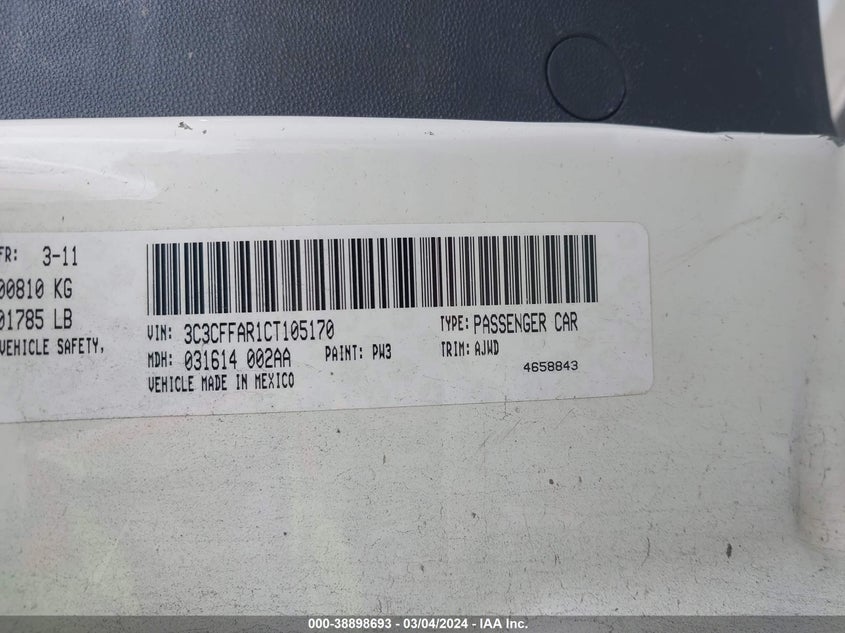 FR: 3-11
00810 KG
01785 LB
VEHICLE SAFETY,
VIN: 3C3CFFAR1CT105170
TYPE: PASSENGER CAR
MDH: 031614 002AA
PAINT: PW3
TRIM: AJWD
VEHICLE MADE IN MEXICO
4658843
000-38898693 - 03/04/2024 - IAA.